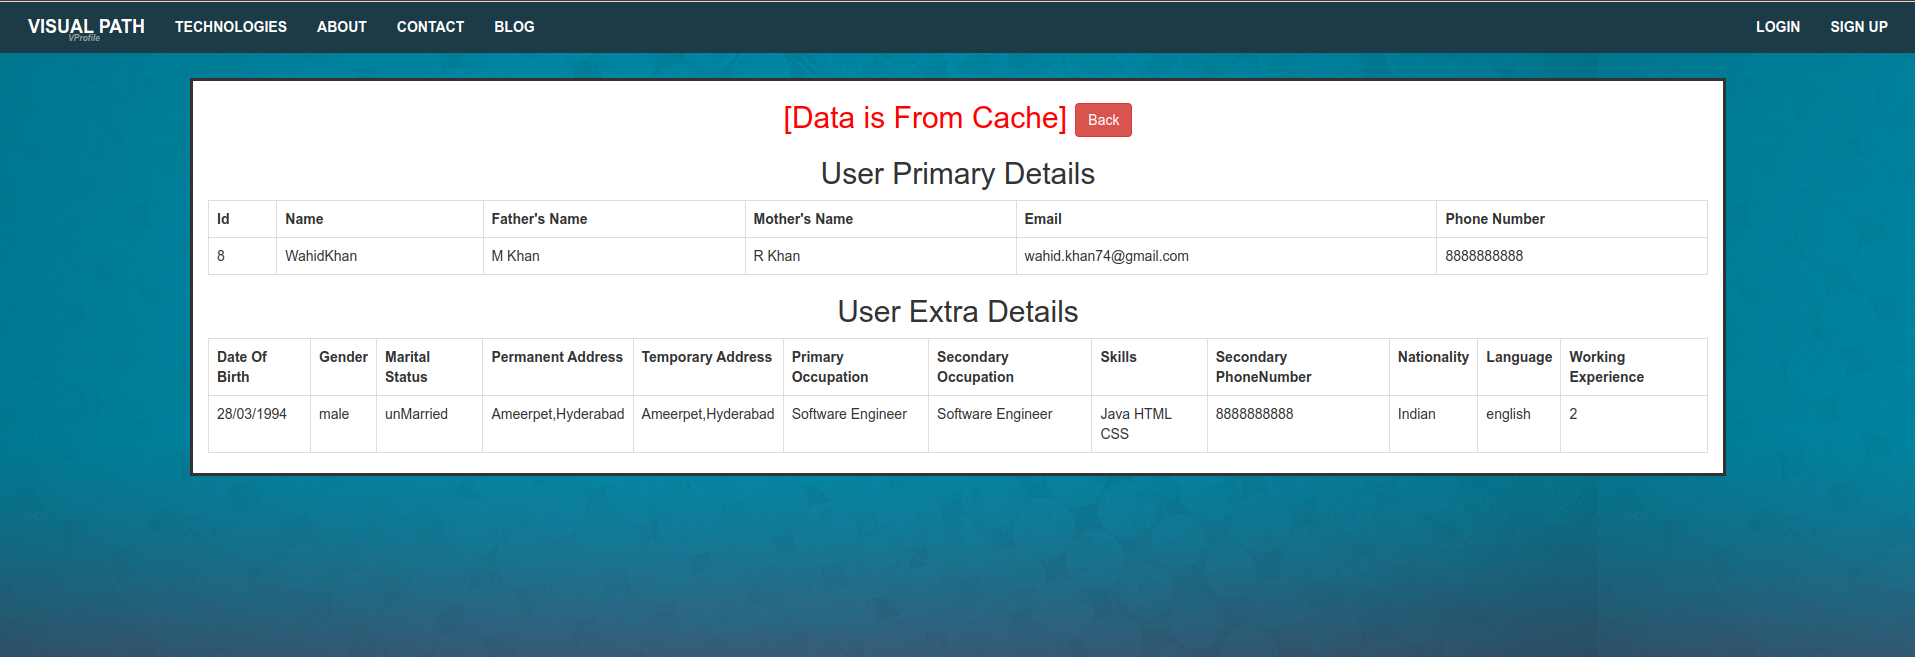 VISUAL PATH TECHNOLOGIES ABOUT CONTACT BLOG LOGIN SIGN UP
VProfile
[Data is From Cache] Back
User Primary Details
Id Name Father's Name Mother's Name Email Phone Number
8 WahidKhan M Khan R Khan wahid.khan74@gmail.com 8888888888
User Extra Details
Date Of Birth Gender Marital Status Permanent Address Temporary Address Primary Occupation Secondary Occupation Skills Secondary PhoneNumber Nationality Language Working Experience
28/03/1994 male unMarried Ameerpet,Hyderabad Ameerpet,Hyderabad Software Engineer Software Engineer Java HTML CSS 8888888888 Indian english 2